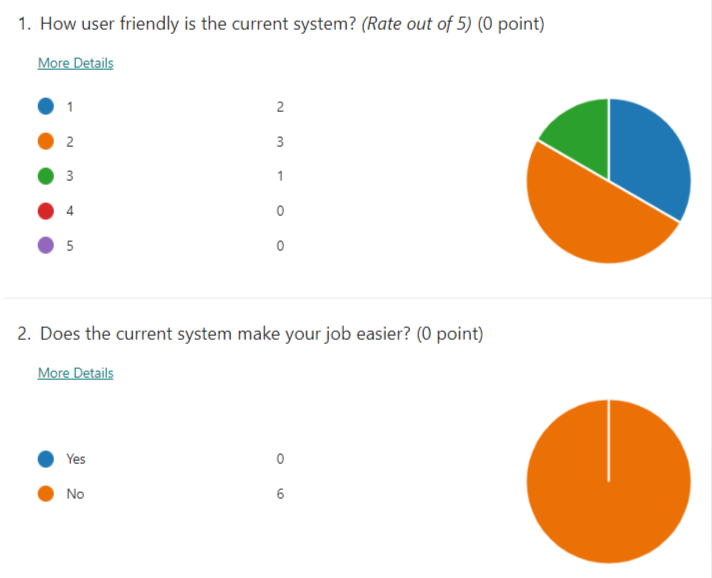 1. How user friendly is the current system? (Rate out of 5) (0 point)
More Details
1 2
2 3
3 1
4 0
5 0
2. Does the current system make your job easier? (0 point)
More Details
Yes 0
No 6